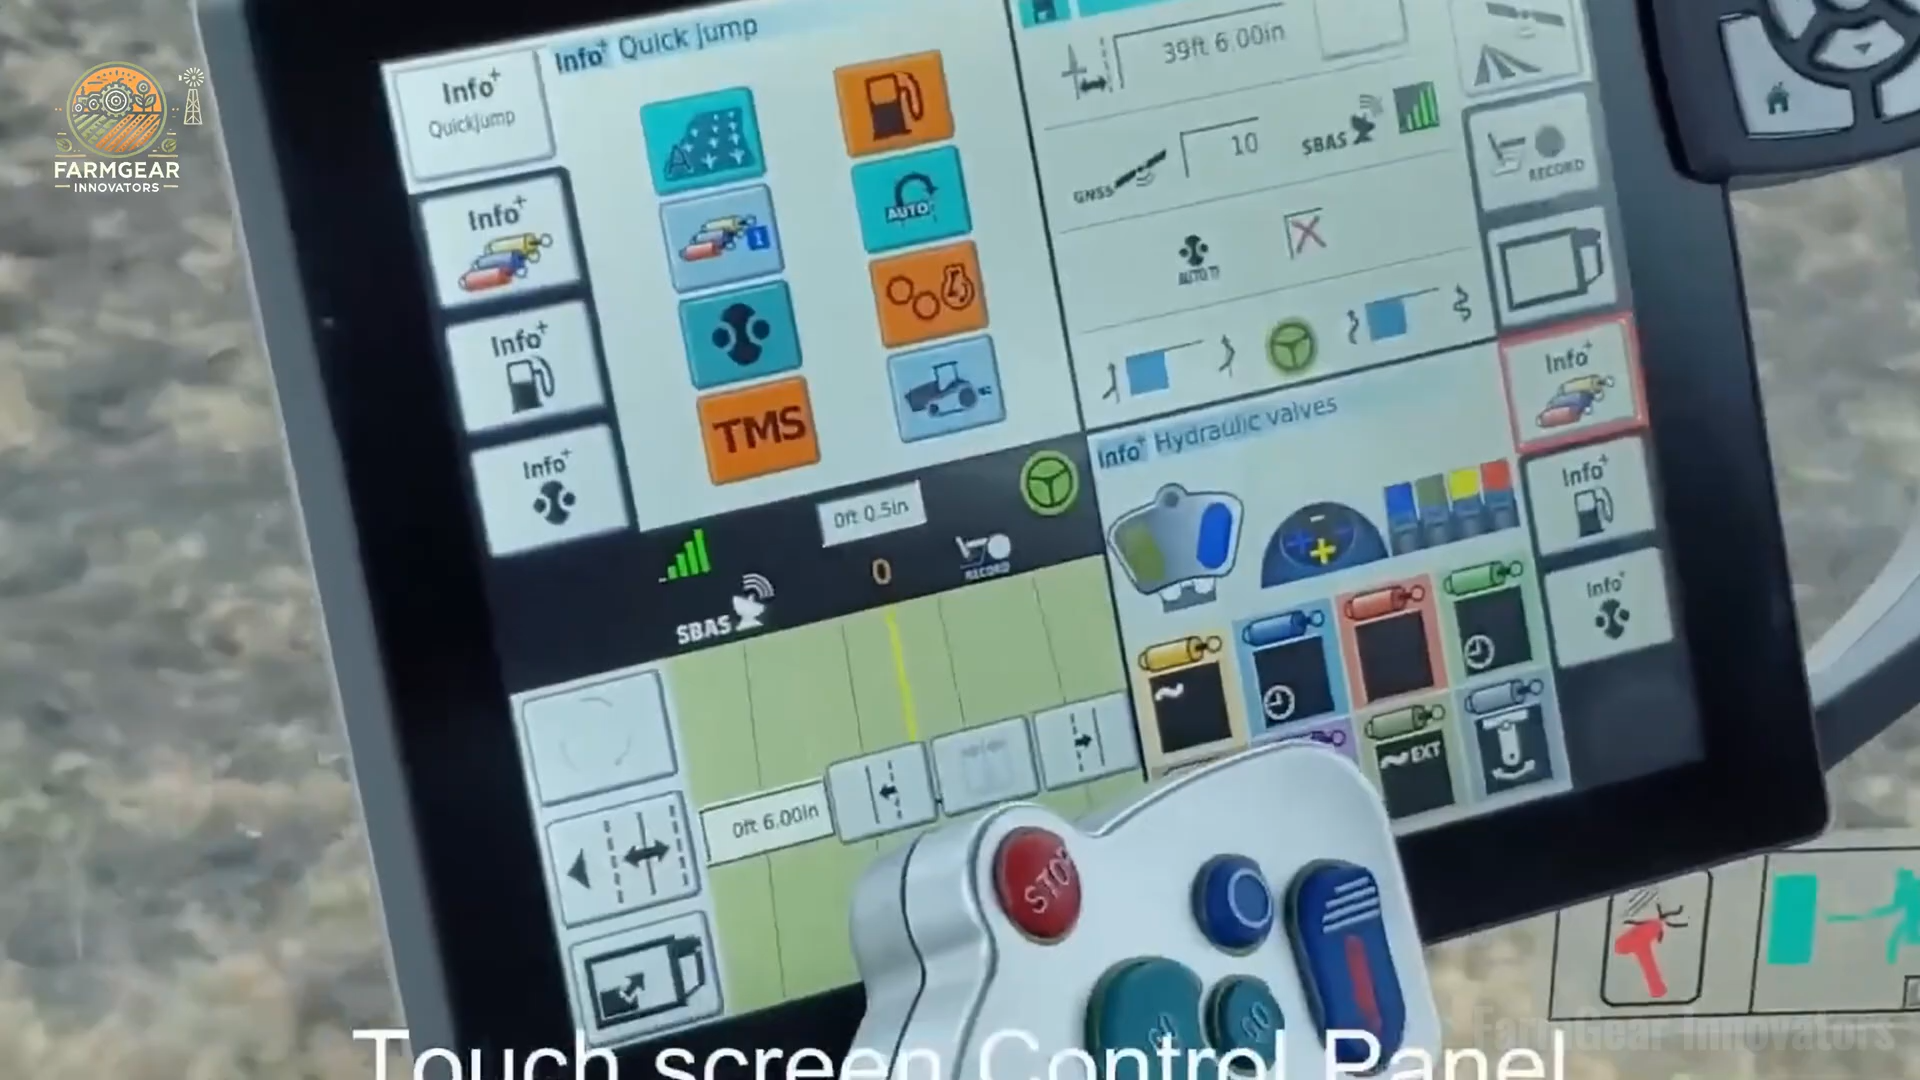 FARMGEAR
INNOVATORS
Info+
QuickJump
Info+ Quick jump
39ft 6.00in
GNSS
10
SBAS
RECORD
Info+
AUTO
AUTO TI
Info+
TMS
Info+
Info+ Hydraulic valves
Info+
Info+
0ft 0.5in
0
RECORD
SBAS
Info+
EXT
0ft 6.00in
STOP
FarmGear Innovators
Touch screen Control Panel